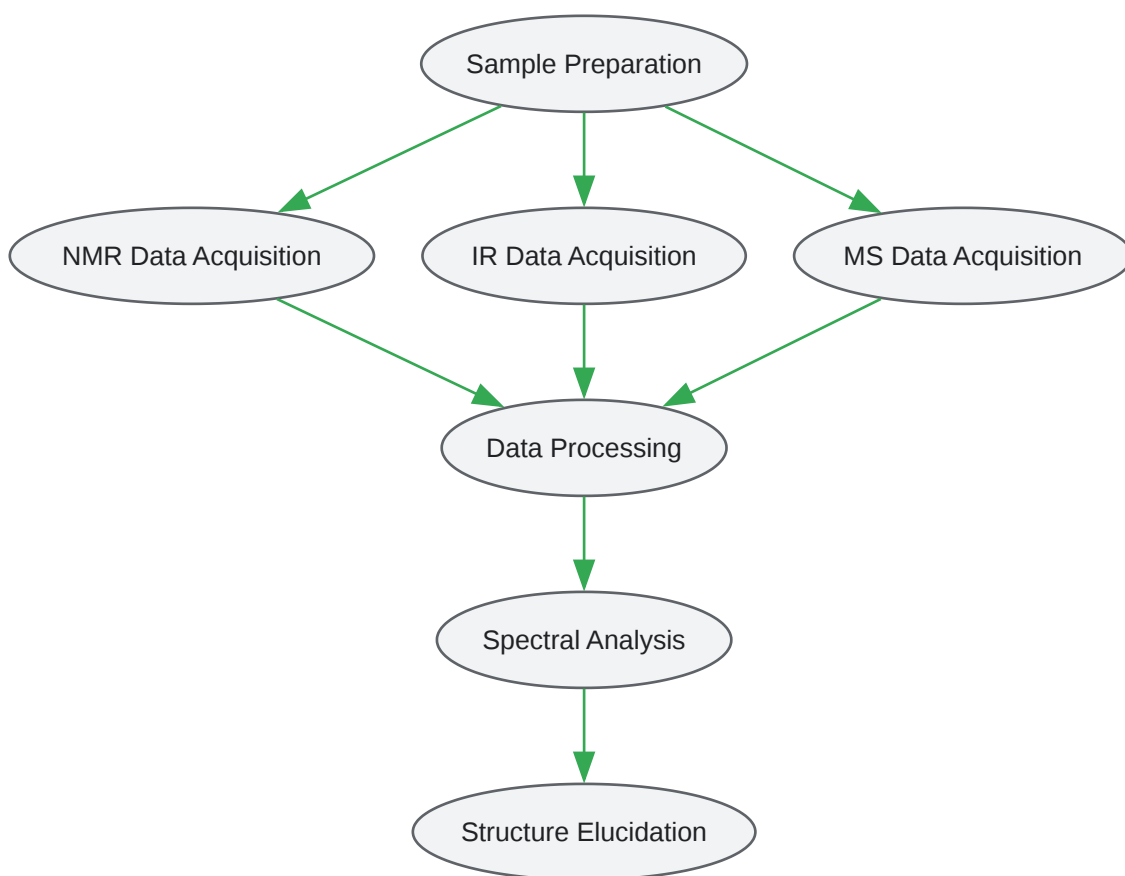 Sample Preparation
NMR Data Acquisition
IR Data Acquisition
MS Data Acquisition
Data Processing
Spectral Analysis
Structure Elucidation